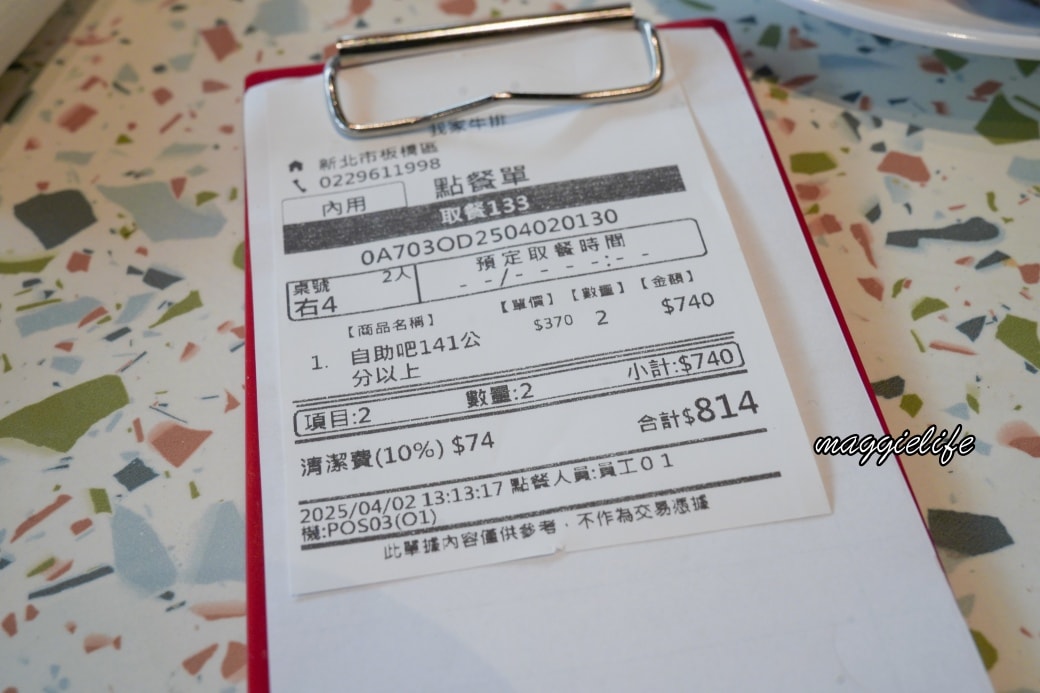 我家牛排
新北市板橋區
0229611998
內用
點餐單
取餐133
0A703OD2504020130
桌號 2人
右4
預定取餐時間
- -/- - - -:- -
【商品名稱】 【單價】 【數量】 【金額】
1. 自助吧141公 $370 2 $740
分以上
項目:2 數量:2 小計:$740
清潔費(10%) $74 合計$814
2025/04/02 13:13:17 點餐人員:員工01
機:POS03(O1)
此單據內容僅供參考，不作為交易憑據
maggielife